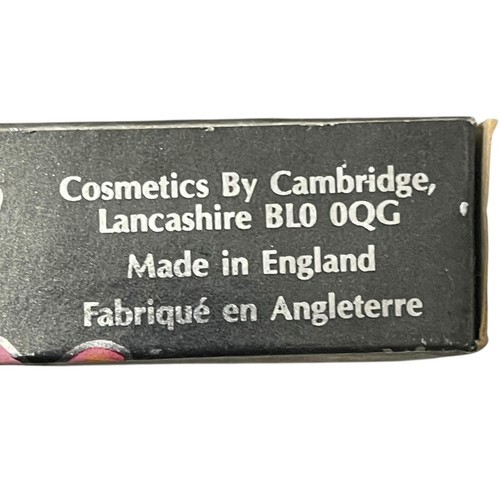 Cosmetics By Cambridge,
Lancashire BL0 0QG
Made in England
Fabriqué en Angleterre